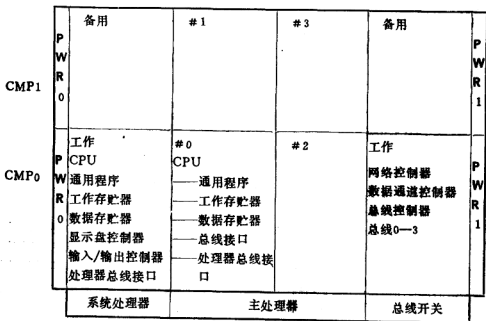 备用
#1
#3
备用
PWR0
PWR1
CMP1
工作
CPU
通用程序
工作存贮器
数据存贮器
显示盘控制器
输入/输出控制器
处理器总线接口
#0
CPU
——通用程序
——工作存贮器
——数据存贮器
——总线接口
——处理器总线接
口
#2
工作
网络控制器
数据通道控制器
总线控制器
总线0—3
CMP0
PWR0
PWR1
系统处理器
主处理器
总线开关